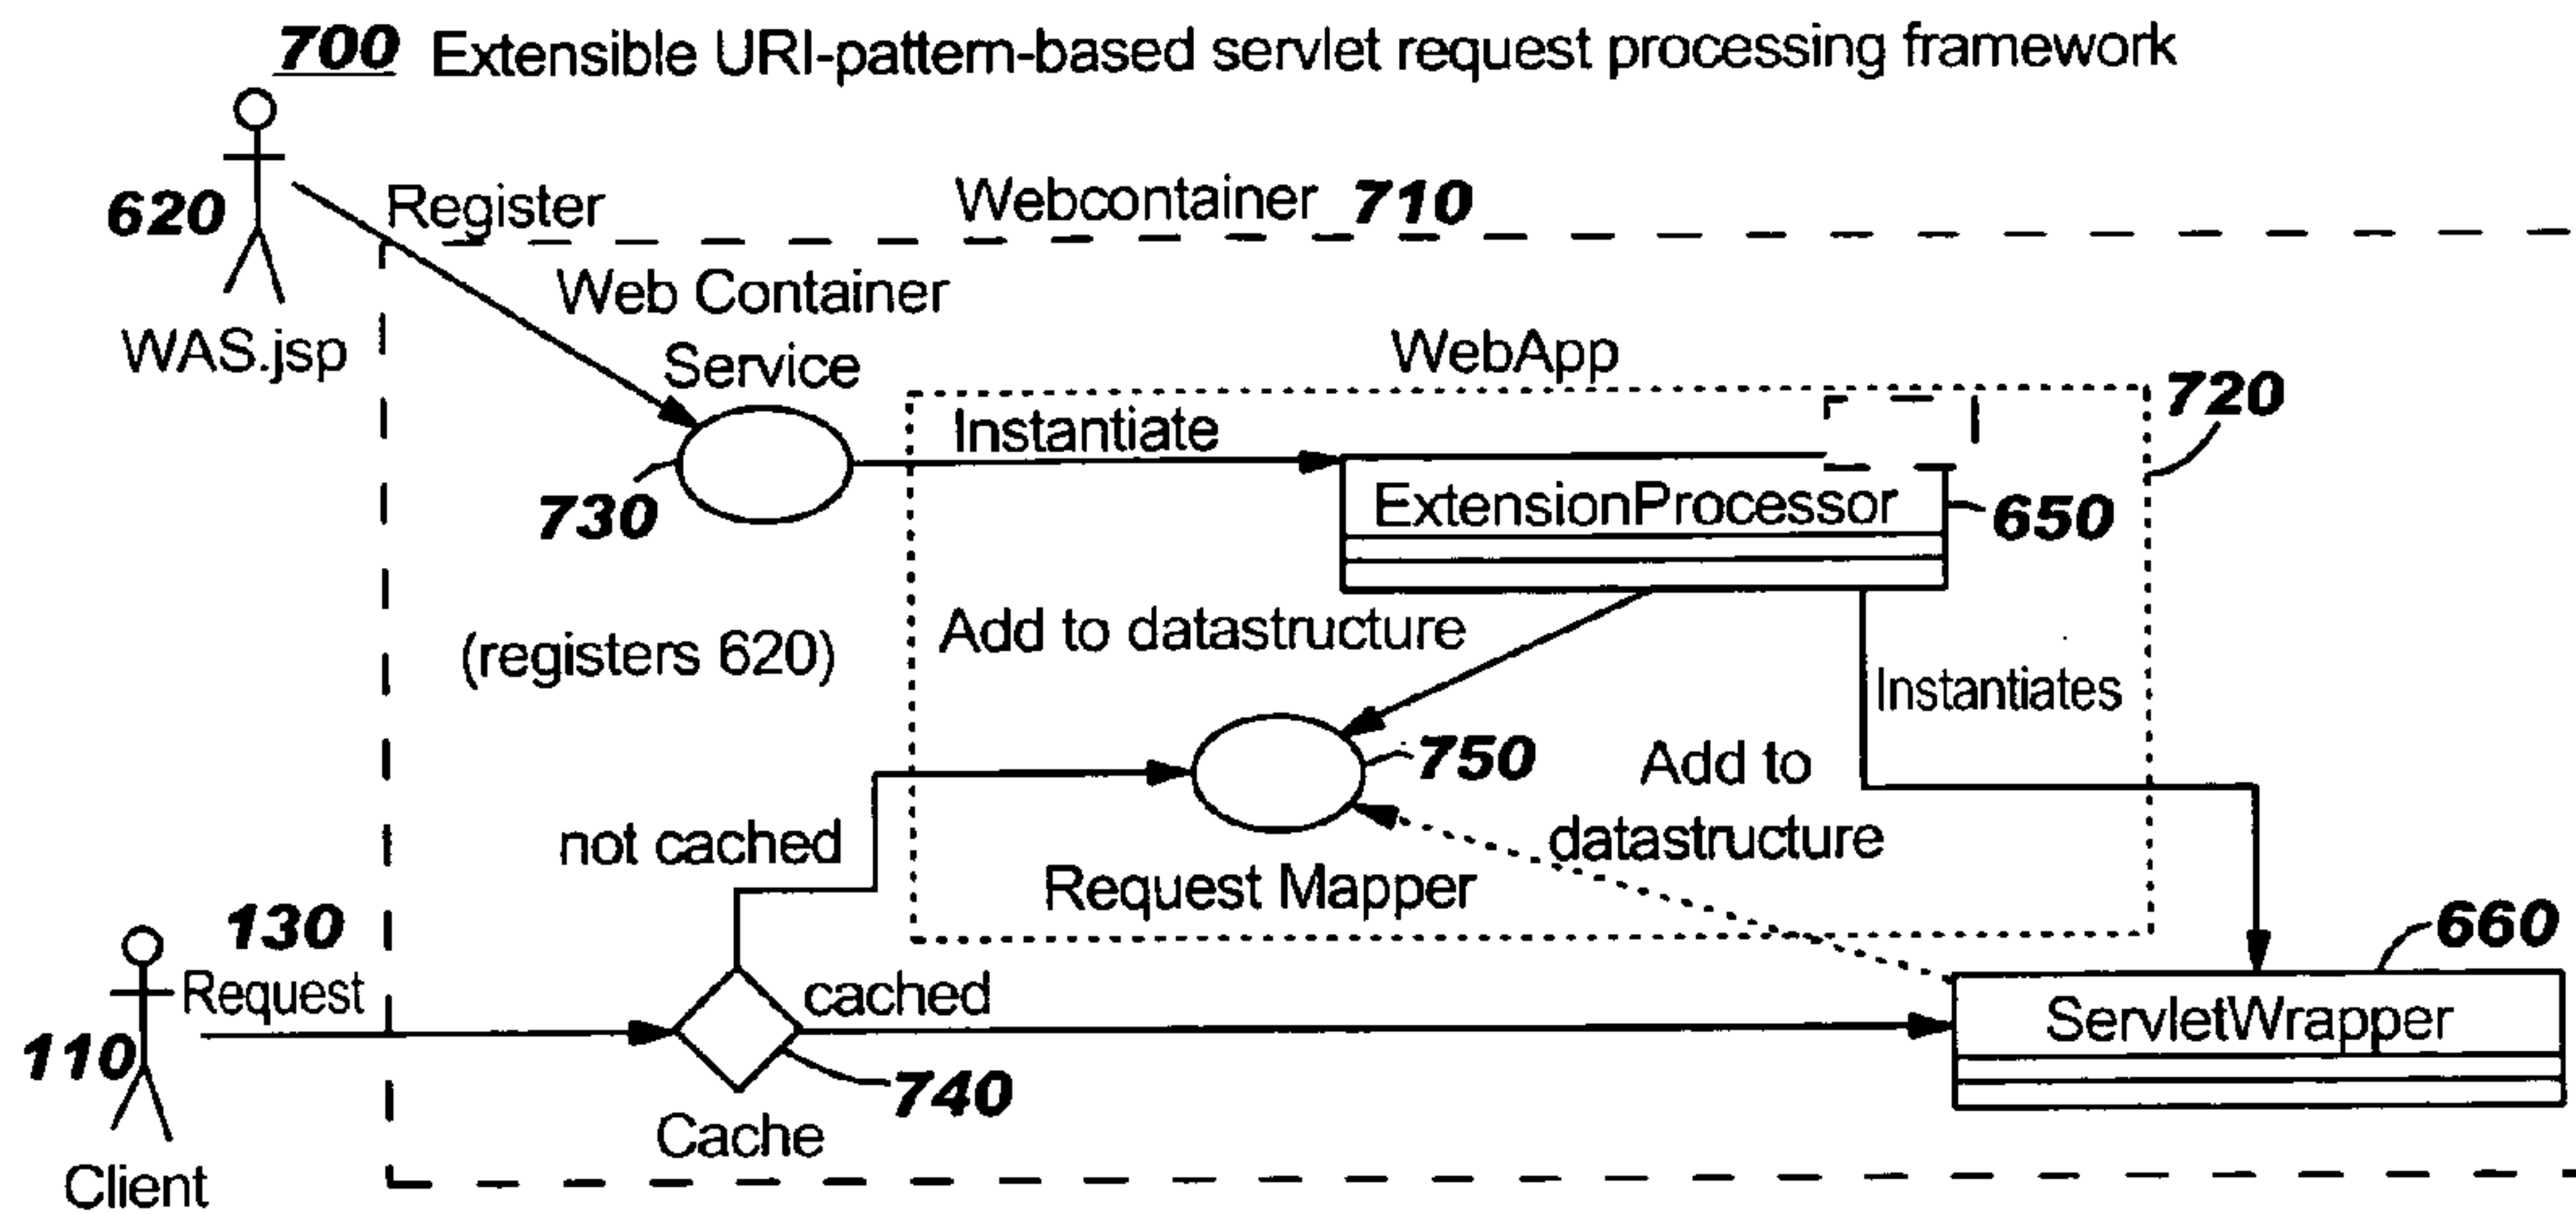 700 Extensible URI-pattern-based servlet request processing framework
620
Register
Webcontainer 710
WAS.jsp
Web Container
Service
WebApp
720
Instantiate
730
ExtensionProcessor
650
(registers 620)
Add to datastructure
Instantiates
750
Add to
datastructure
not cached
Request Mapper
130
Request
110
cached
660
ServletWrapper
740
Cache
Client